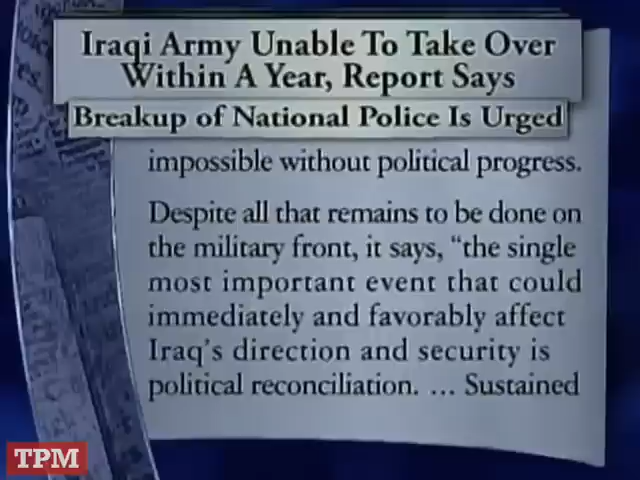 Iraqi Army Unable To Take Over
Within A Year, Report Says
Breakup of National Police Is Urged
impossible without political progress.
Despite all that remains to be done on
the military front, it says, “the single
most important event that could
immediately and favorably affect
Iraq's direction and security is
political reconciliation. ... Sustained
TPM